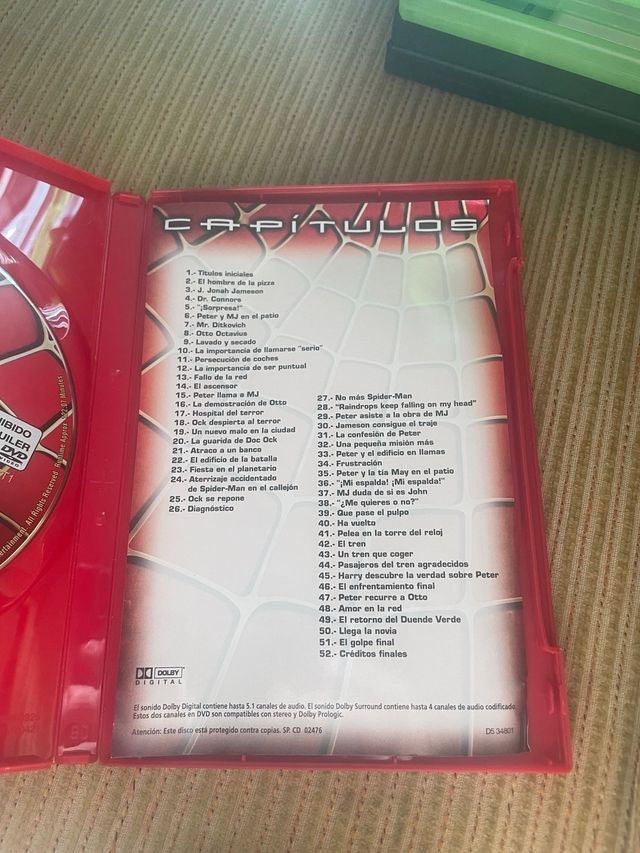 CAPÍTULOS
1.- Títulos iniciales
2.- El hombre de la pizza
3.- J. Jonah Jameson
4.- Dr. Connors
5.- "¡Sorpresa!"
6.- Peter y MJ en el patio
7.- Mr. Ditkovich
8.- Otto Octavius
9.- Lavado y secado
10.- La importancia de llamarse "serio"
11.- Persecución de coches
12.- La importancia de ser puntual
13.- Fallo de la red
14.- El ascensor
15.- Peter llama a MJ
16.- La demostración de Otto
17.- Hospital del terror
18.- Ock despierta al terror
19.- Un nuevo malo en la ciudad
20.- La guarida de Doc Ock
21.- Atraco a un banco
22.- El edificio de la batalla
23.- Fiesta en el planetario
24.- Aterrizaje accidentado
de Spider-Man en el callejón
25.- Ock se repone
26.- Diagnóstico
27.- No más Spider-Man
28.- "Raindrops keep falling on my head"
29.- Peter asiste a la obra de MJ
30.- Jameson consigue el traje
31.- La confesión de Peter
32.- Una pequeña misión más
33.- Peter y el edificio en llamas
34.- Frustración
35.- Peter y la tía May en el patio
36.- "¡Mi espalda! ¡Mi espalda!"
37.- MJ duda de si es John
38.- "¿Me quieres o no?"
39.- Que pase el pulpo
40.- Ha vuelto
41.- Pelea en la torre del reloj
42.- El tren
43.- Un tren que coger
44.- Pasajeros del tren agradecidos
45.- Harry descubre la verdad sobre Peter
46.- El enfrentamiento final
47.- Peter recurre a Otto
48.- Amor en la red
49.- El retorno del Duende Verde
50.- Llega la novia
51.- El golpe final
52.- Créditos finales
DOLBY
DIGITAL
El sonido Dolby Digital contiene hasta 5.1 canales de audio. El sonido Dolby Surround contiene hasta 4 canales de audio codificado.
Estos dos canales en DVD son compatibles con stereo y Dolby Prologic.
Atención: Este disco está protegido contra copias. SP. CD 02476
DS 34801
DVD
All Rights Reserved
Minutes